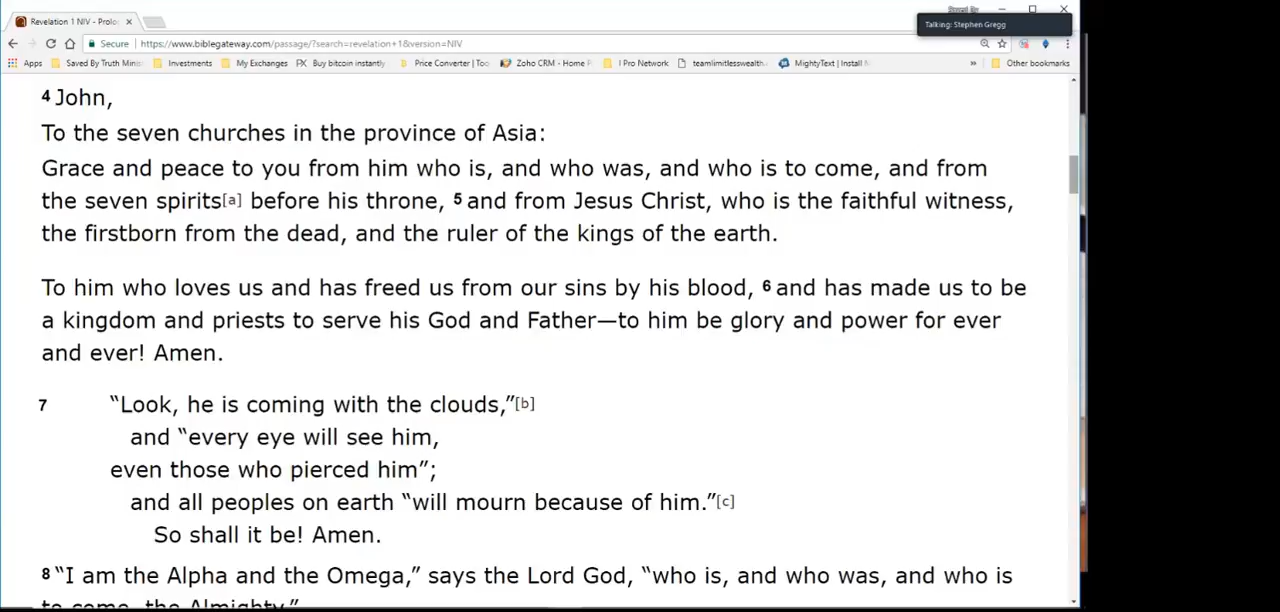 Revelation 1 NIV - Prolo
Talking: Stephen Gregg
Secure
https://www.biblegateway.com/passage/?search=revelation+1&version=NIV
Apps
Saved By Truth Minis
Investments
My Exchanges
Buy bitcoin instantly
Price Converter | Too
Zoho CRM - Home P
I Pro Network
teamlimitlesswealth.
MightyText | Install M
»
Other bookmarks
4 John,
To the seven churches in the province of Asia:
Grace and peace to you from him who is, and who was, and who is to come, and from
the seven spirits[a] before his throne, 5 and from Jesus Christ, who is the faithful witness,
the firstborn from the dead, and the ruler of the kings of the earth.
To him who loves us and has freed us from our sins by his blood, 6 and has made us to be
a kingdom and priests to serve his God and Father—to him be glory and power for ever
and ever! Amen.
7 “Look, he is coming with the clouds,”[b]
and “every eye will see him,
even those who pierced him”;
and all peoples on earth “will mourn because of him.”[c]
So shall it be! Amen.
8 “I am the Alpha and the Omega,” says the Lord God, “who is, and who was, and who is
to come, the Almighty.”